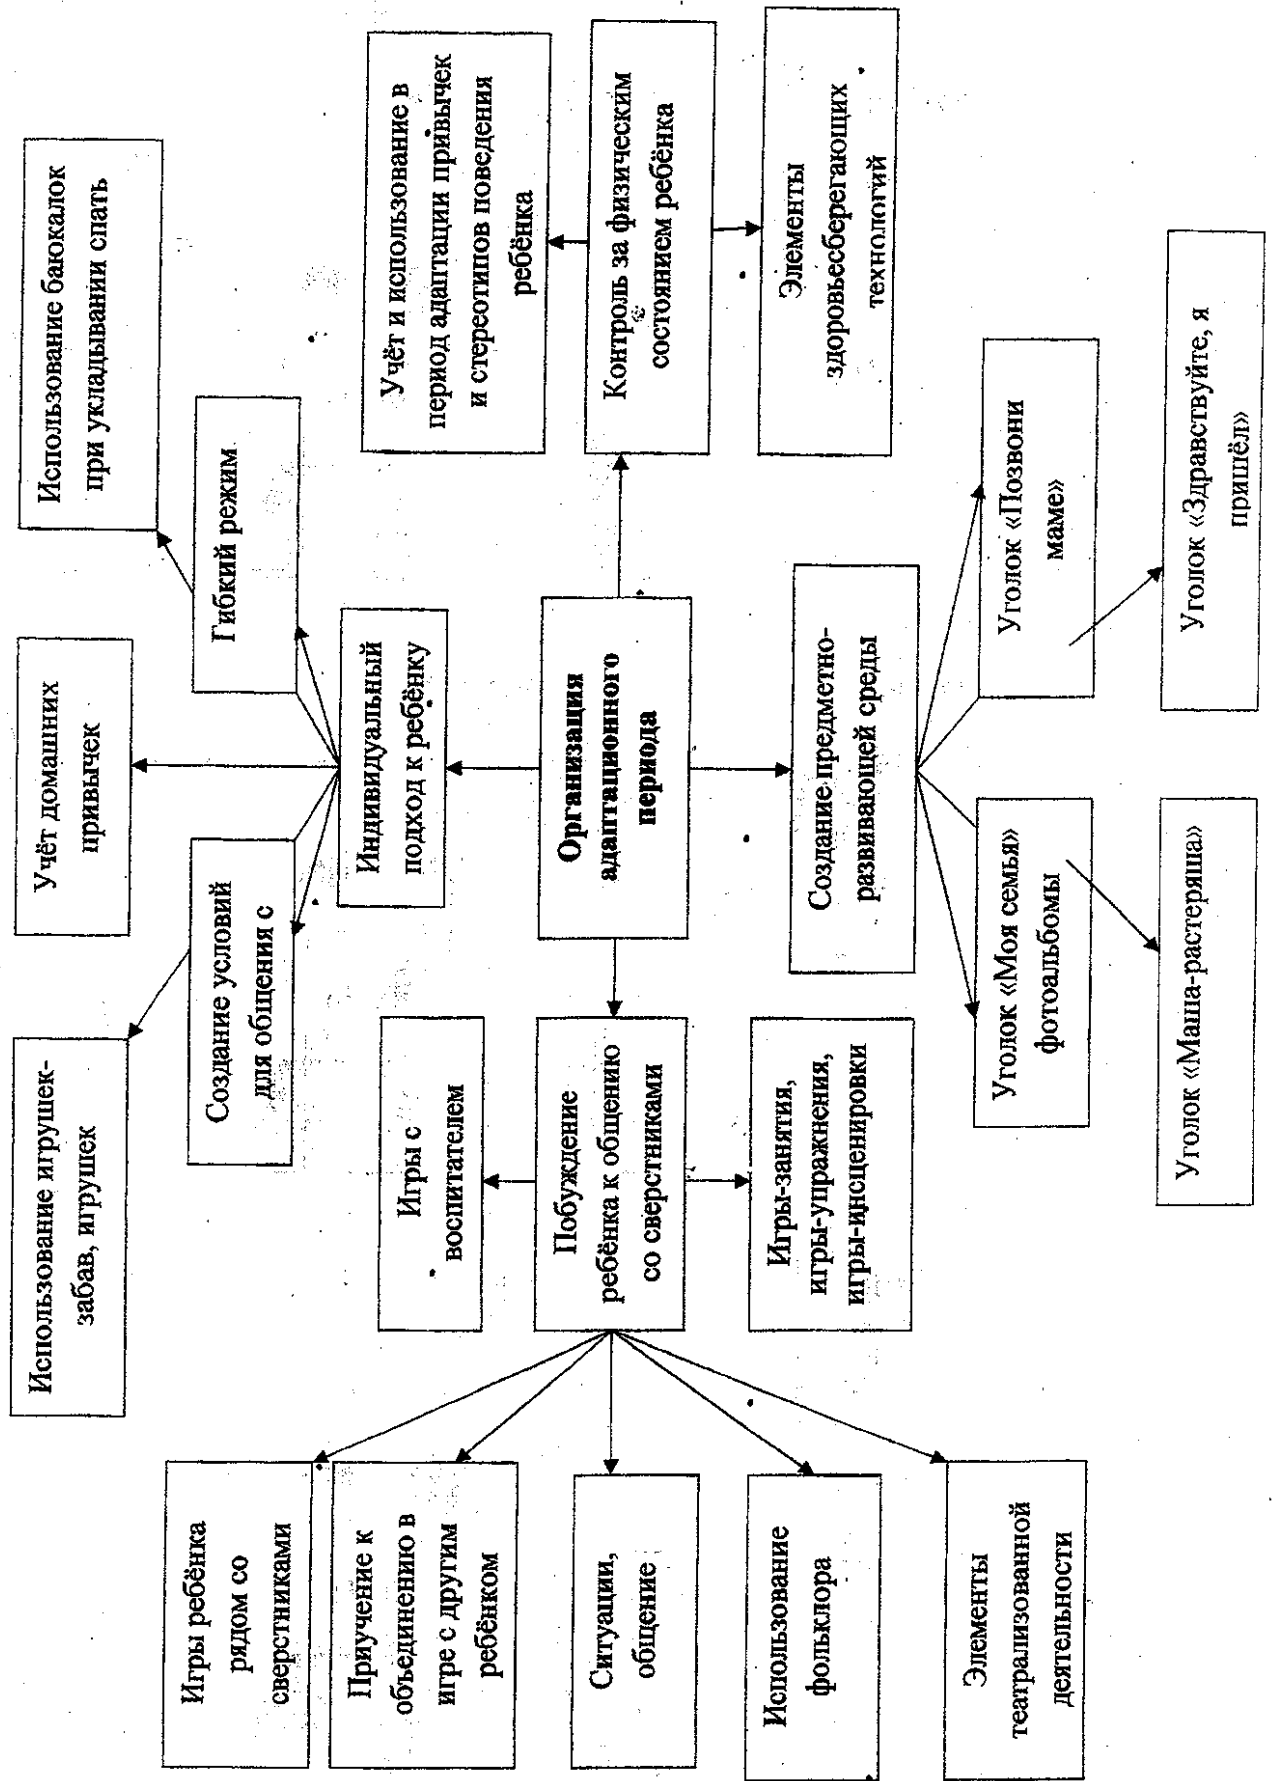 Использование игрушек-
забав, игрушек
Учёт домашних
привычек
Использование баюкалок
при укладывании спать
Создание условий
для общения с
Гибкий режим
Индивидуальный
подход к ребёнку
Учёт и использование в
период адаптации привычек
и стереотипов поведения
ребёнка
Игры ребёнка
рядом со
сверстниками
Приучение к
объединению в
игре с другим
ребёнком
Игры с
воспитателем
Ситуации,
общение
Побуждение
ребёнка к общению
со сверстниками
Организация
адаптационного
периода
Контроль за физическим
состоянием ребёнка
Использование
фольклора
Игры-занятия,
игры-упражнения,
игры-инсценировки
Создание предметно-
развивающей среды
Элементы
здоровьесберегающих
технологий
Элементы
театрализованной
деятельности
Уголок «Моя семья»
фотоальбомы
Уголок «Позвони
маме»
Уголок «Маша-растеряша»
Уголок «Здравствуйте, я
пришёл»